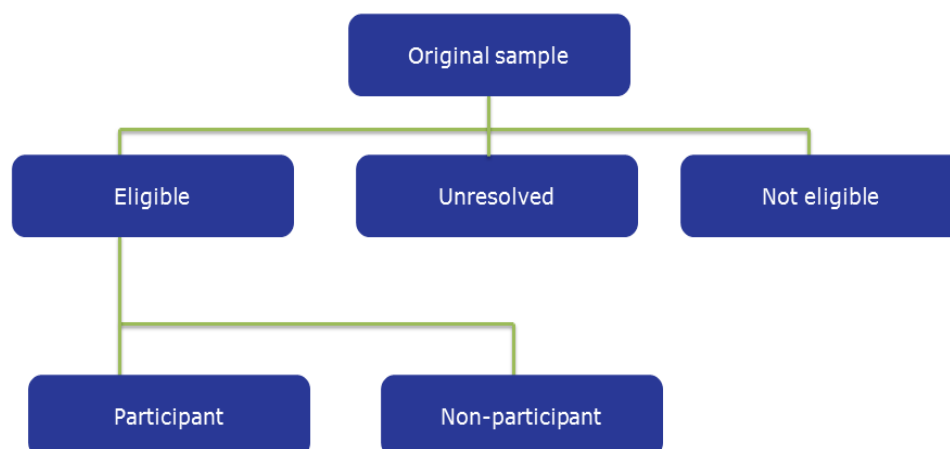 Original sample
Eligible
Unresolved
Not eligible
Participant
Non-participant